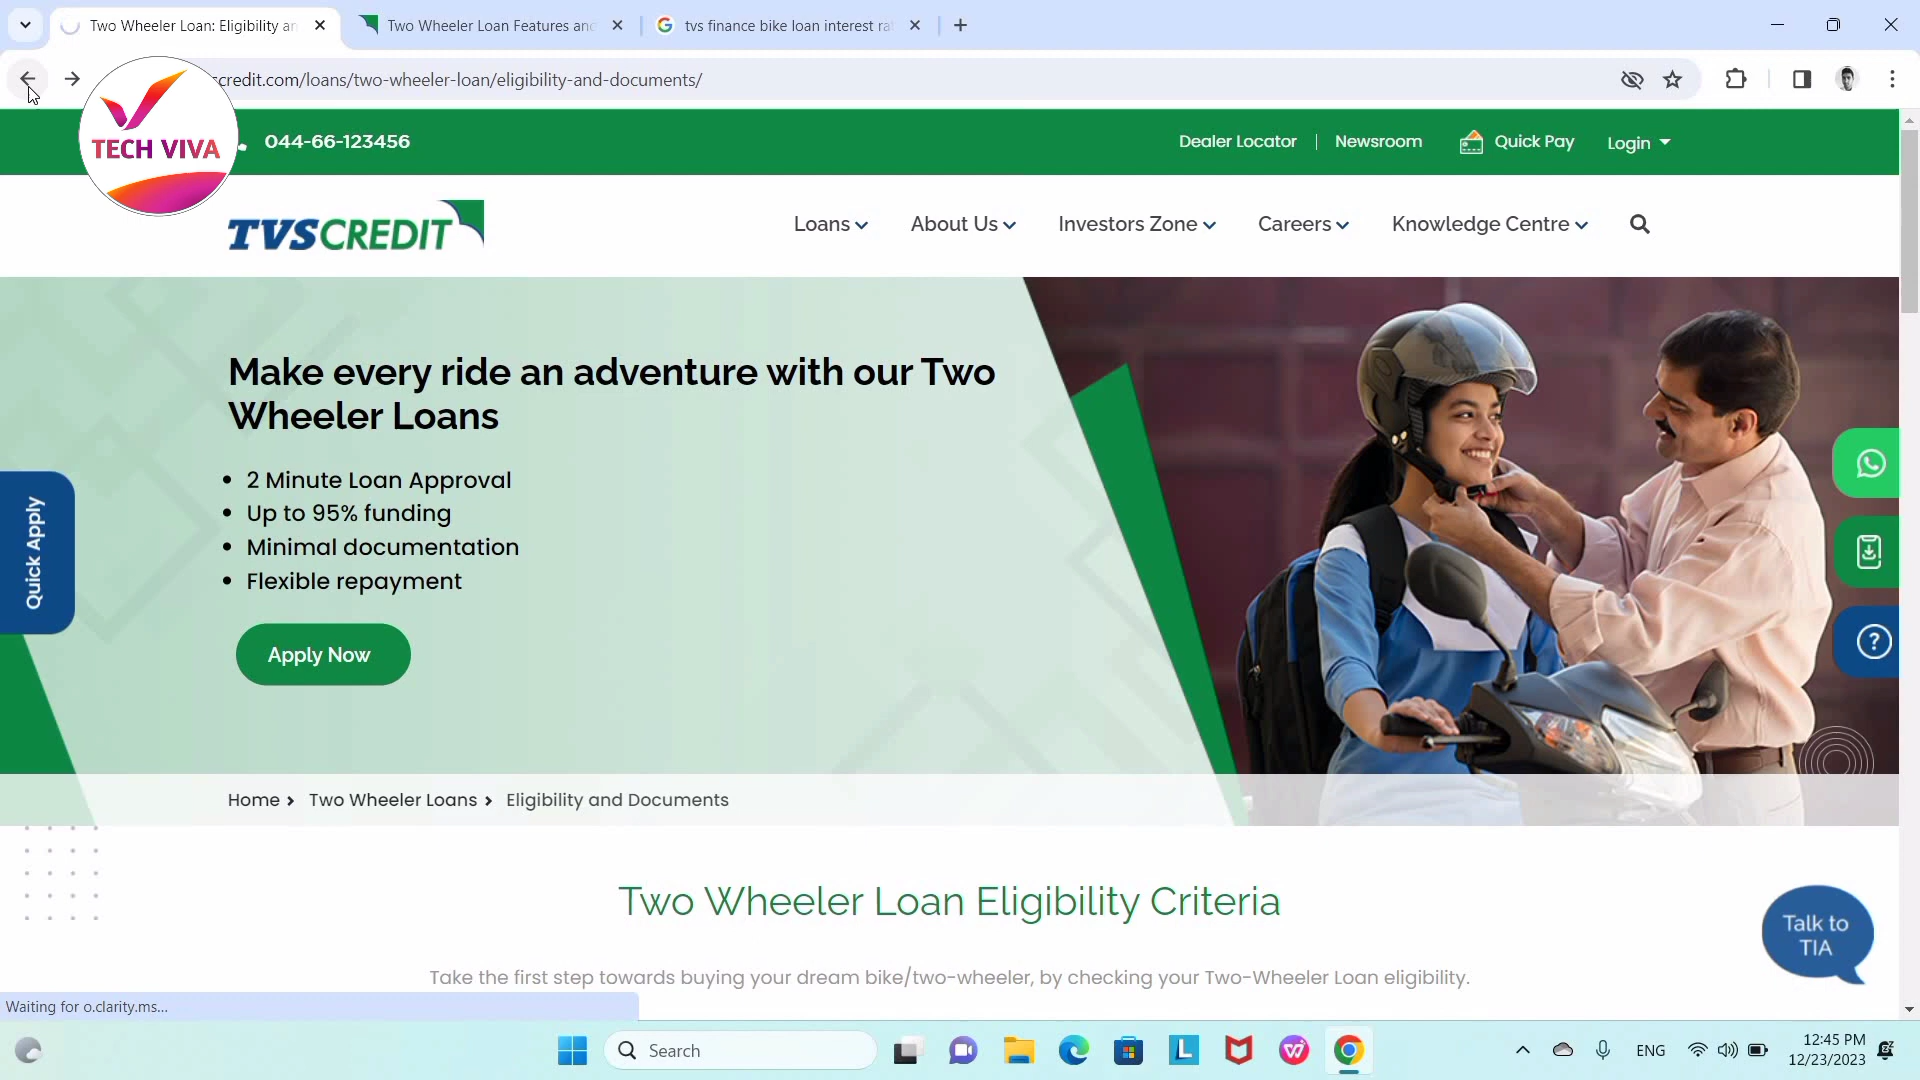 Two Wheeler Loan: Eligibility an
Two Wheeler Loan Features and
tvs finance bike loan interest ra
credit.com/loans/two-wheeler-loan/eligibility-and-documents/
TECH VIVA
044-66-123456
Dealer Locator | Newsroom
Quick Pay
Login
TVS CREDIT
Loans
About Us
Investors Zone
Careers
Knowledge Centre
Make every ride an adventure with our Two
Wheeler Loans
• 2 Minute Loan Approval
• Up to 95% funding
• Minimal documentation
• Flexible repayment
Quick Apply
Apply Now
Home > Two Wheeler Loans > Eligibility and Documents
Two Wheeler Loan Eligibility Criteria
Take the first step towards buying your dream bike/two-wheeler, by checking your Two-Wheeler Loan eligibility.
Talk to
TIA
Waiting for o.clarity.ms...
Search
ENG
12:45 PM
12/23/2023